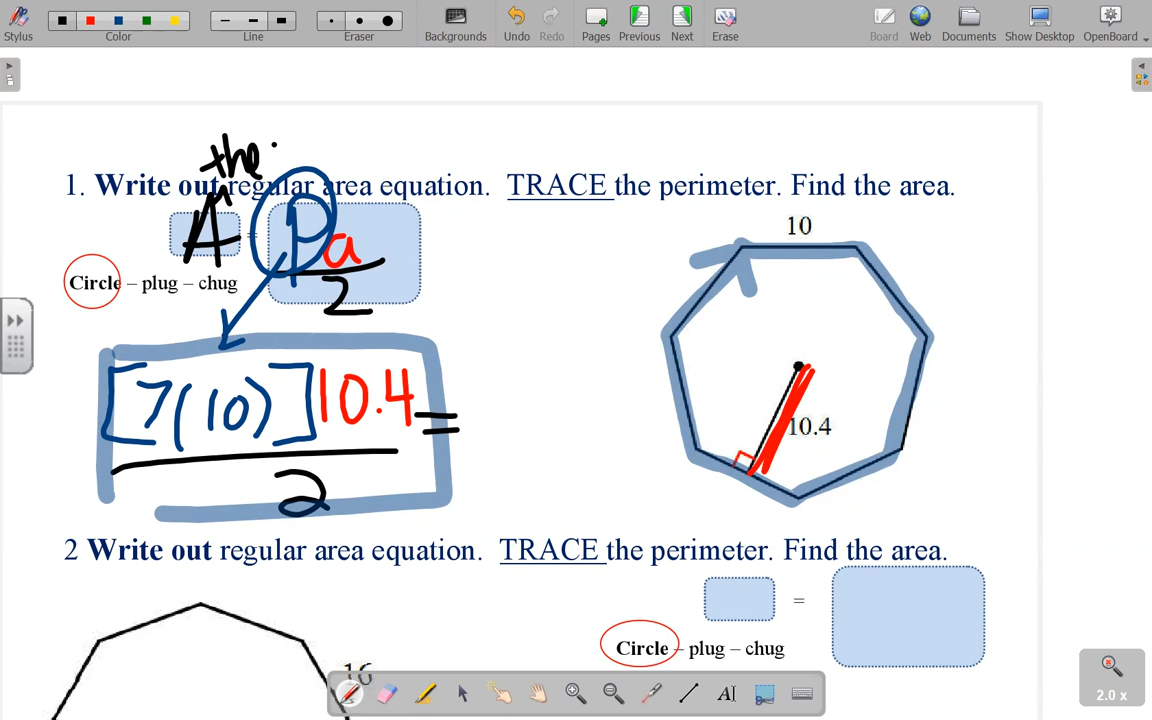 Stylus Color Line Eraser Backgrounds Undo Redo Pages Previous Next Erase Board Web Documents Show Desktop OpenBoard
the
1. Write out regular area equation. TRACE the perimeter. Find the area.
10
A = P a
2
Circle – plug – chug
[7(10)] 10.4 =
2
10.4
2 Write out regular area equation. TRACE the perimeter. Find the area.
=
Circle – plug – chug
16
2.0 x